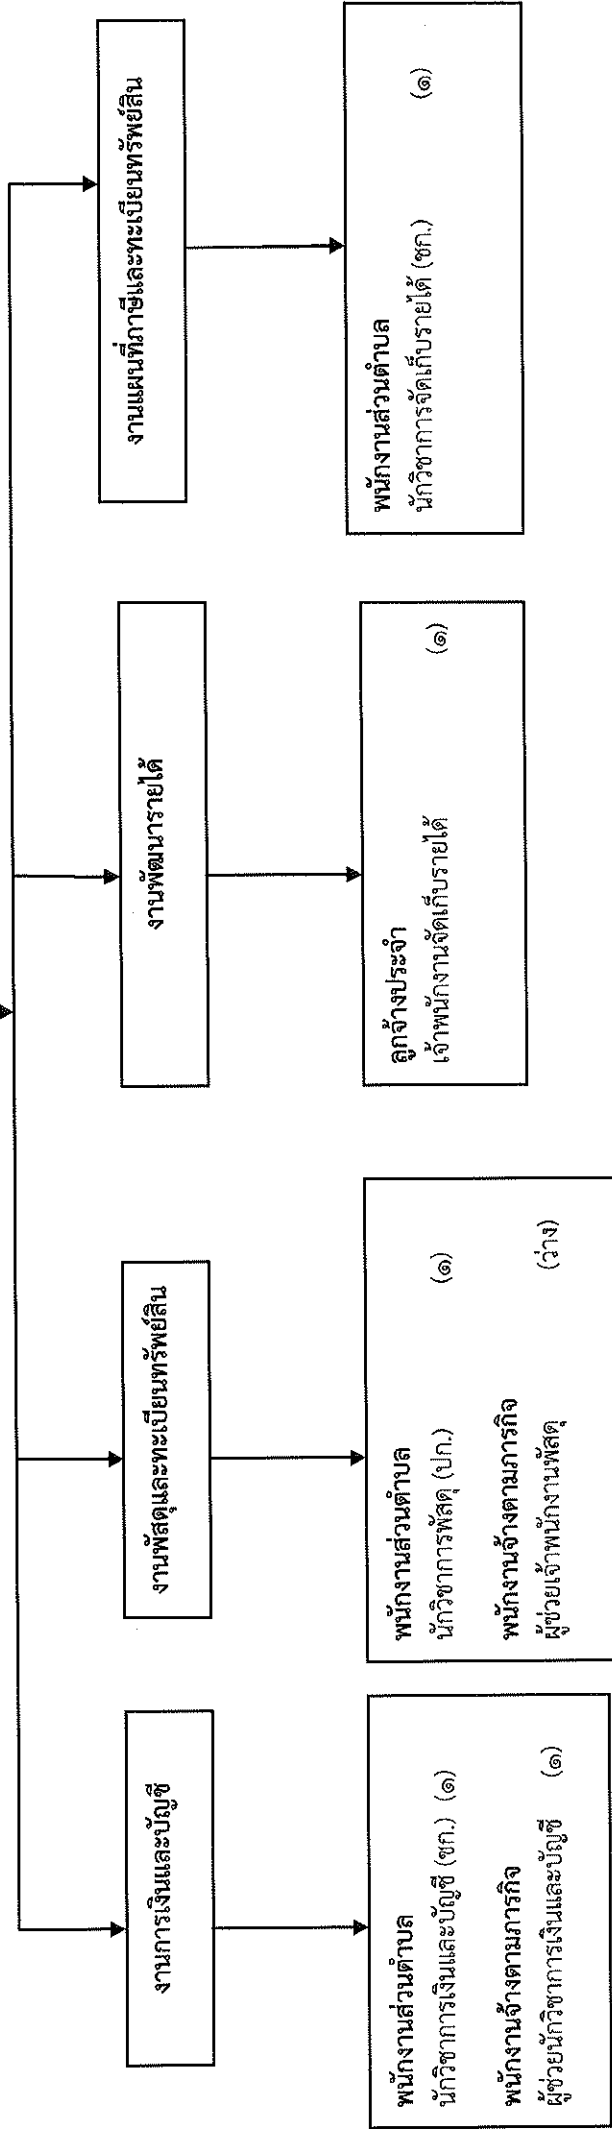 งานการเงินและบัญชี
พนักงานส่วนตำบล
นักวิชาการเงินและบัญชี (ชก.) (๑)
พนักงานจ้างตามภารกิจ
ผู้ช่วยนักวิชาการเงินและบัญชี (๑)
งานพัสดุและทะเบียนทรัพย์สิน
พนักงานส่วนตำบล
นักวิชาการพัสดุ (ปก.) (๑)
พนักงานจ้างตามภารกิจ
ผู้ช่วยเจ้าพนักงานพัสดุ (ว่าง)
งานพัฒนารายได้
ลูกจ้างประจำ
เจ้าพนักงานจัดเก็บรายได้ (๑)
งานแผนที่ภาษีและทะเบียนทรัพย์สิน
พนักงานส่วนตำบล
นักวิชาการจัดเก็บรายได้ (ชก.) (๑)